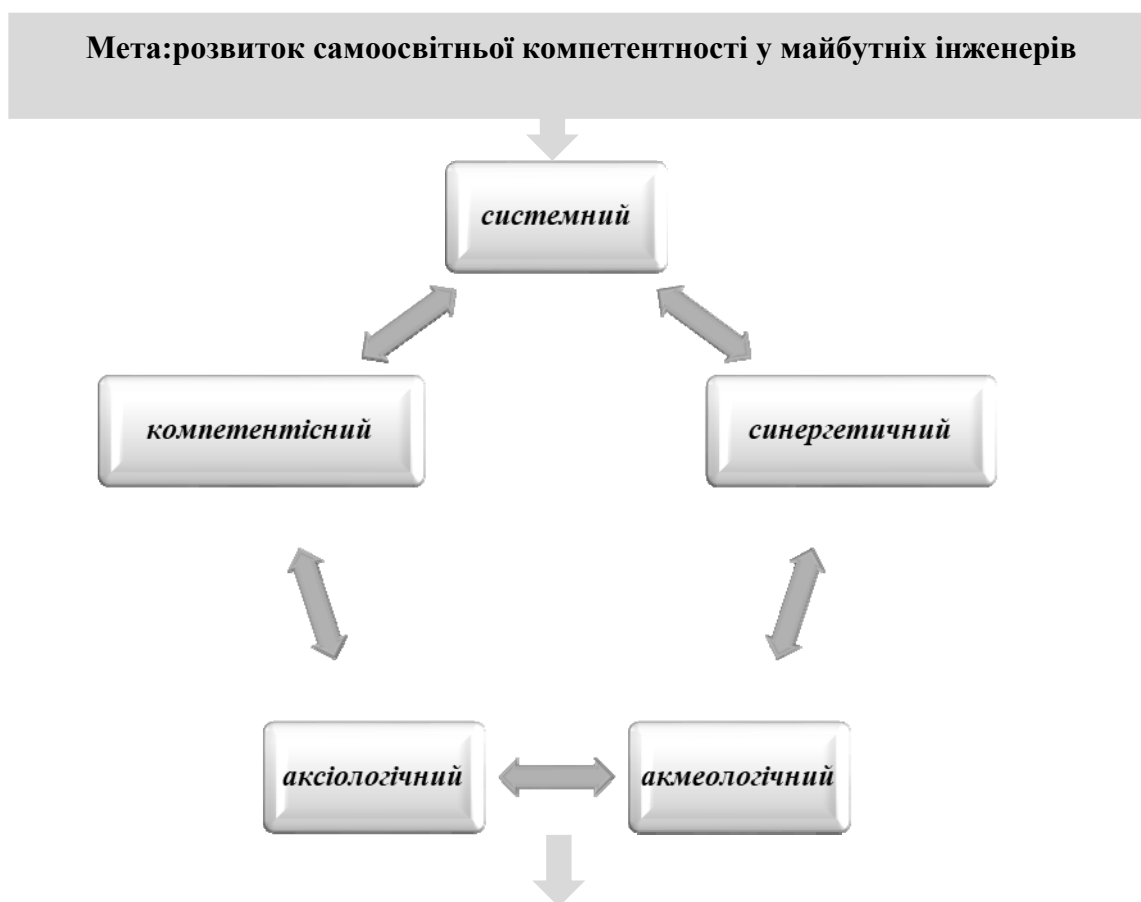 Мета:розвиток самоосвітньої компетентності у майбутніх інженерів
системний
компетентісний
синергетичний
аксіологічний
акмеологічний